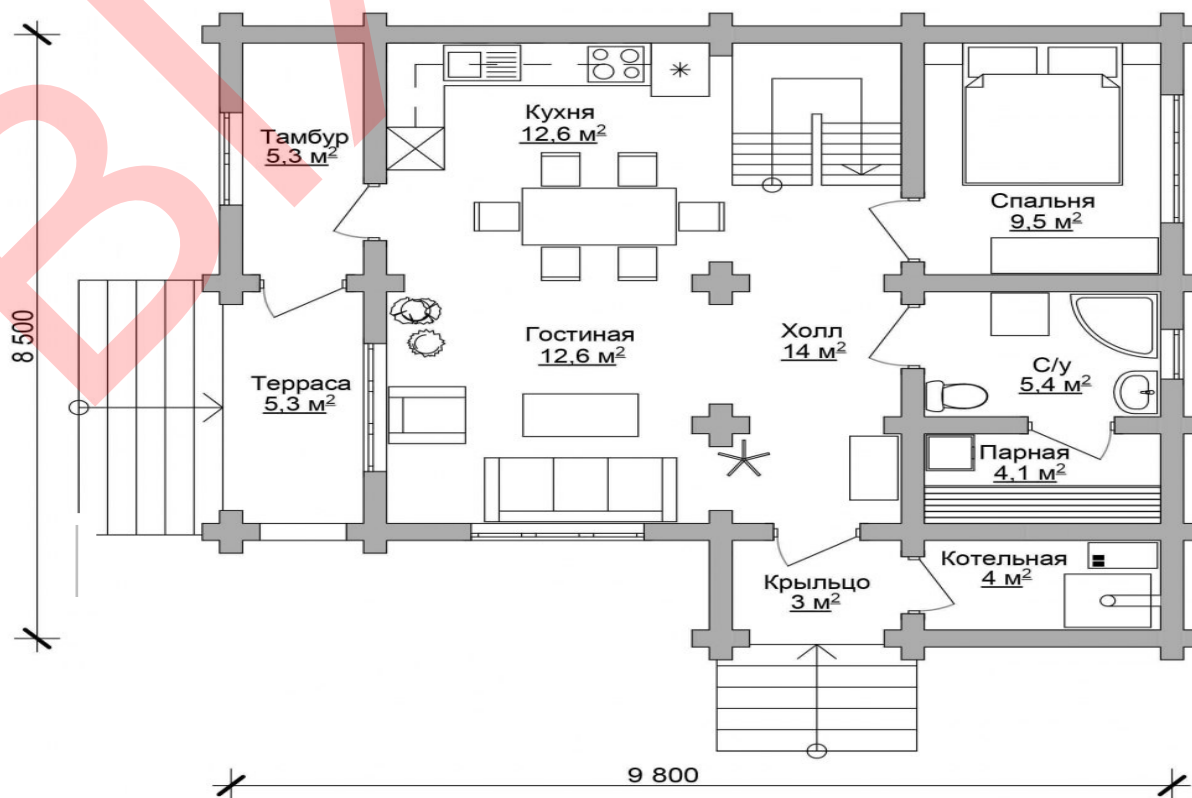 Кухня
12,6 м²
Тамбур
5,3 м²
Спальня
9,5 м²
Гостиная
12,6 м²
Холл
14 м²
8 500
Терраса
5,3 м²
С/у
5,4 м²
Парная
4,1 м²
Котельная
4 м²
Крыльцо
3 м²
9 800